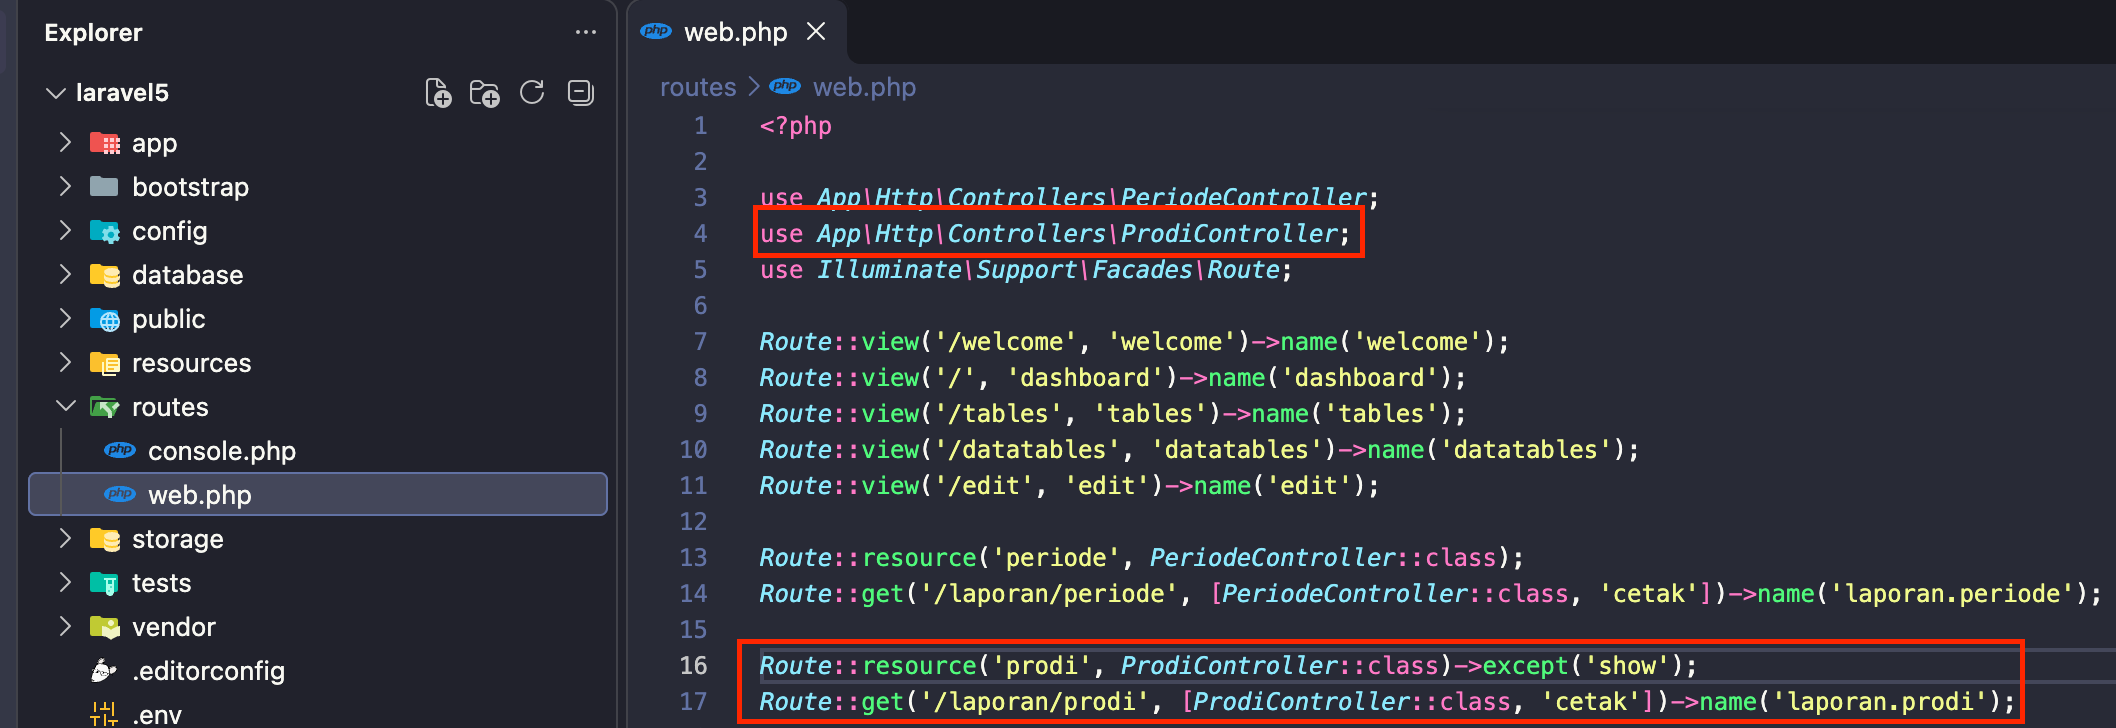 Explorer
laravel5
app
bootstrap
config
database
public
resources
routes
console.php
web.php
storage
tests
vendor
.editorconfig
.env
php web.php
routes > php web.php
1 <?php
2
3 use App\Http\Controllers\PeriodeController;
4 use App\Http\Controllers\ProdiController;
5 use Illuminate\Support\Facades\Route;
6
7 Route::view('/welcome', 'welcome')->name('welcome');
8 Route::view('/', 'dashboard')->name('dashboard');
9 Route::view('/tables', 'tables')->name('tables');
10 Route::view('/datatables', 'datatables')->name('datatables');
11 Route::view('/edit', 'edit')->name('edit');
12
13 Route::resource('periode', PeriodeController::class);
14 Route::get('/laporan/periode', [PeriodeController::class, 'cetak'])->name('laporan.periode');
15
16 Route::resource('prodi', ProdiController::class)->except('show');
17 Route::get('/laporan/prodi', [ProdiController::class, 'cetak'])->name('laporan.prodi');